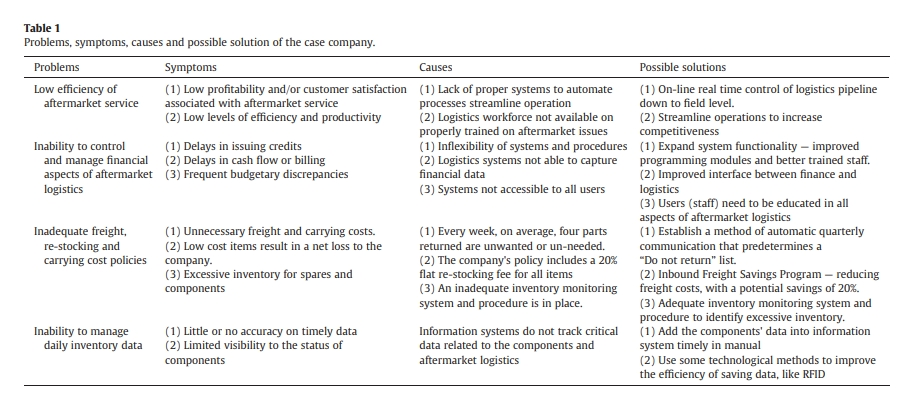 Table 1
Problems, symptoms, causes and possible solution of the case company.
Problems
Symptoms
Causes
Possible solutions
Low efficiency of
aftermarket service
(1) Low profitability and/or customer satisfaction
associated with aftermarket service
(2) Low levels of efficiency and productivity
(1) Lack of proper systems to automate
processes streamline operation
(2) Logistics workforce not available on
properly trained on aftermarket issues
(1) On-line real time control of logistics pipeline
down to field level.
(2) Streamline operations to increase
competitiveness
Inability to control
and manage financial
aspects of aftermarket
logistics
(1) Delays in issuing credits
(2) Delays in cash flow or billing
(3) Frequent budgetary discrepancies
(1) Inflexibility of systems and procedures
(2) Logistics systems not able to capture
financial data
(3) Systems not accessible to all users
(1) Expand system functionality — improved
programming modules and better trained staff.
(2) Improved interface between finance and
logistics
(3) Users (staff) need to be educated in all
aspects of aftermarket logistics
Inadequate freight,
re-stocking and
carrying cost policies
(1) Unnecessary freight and carrying costs.
(2) Low cost items result in a net loss to the
company.
(3) Excessive inventory for spares and
components
(1) Every week, on average, four parts
returned are unwanted or un-needed.
(2) The company's policy includes a 20%
flat re-stocking fee for all items
(3) An inadequate inventory monitoring
system and procedure is in place.
(1) Establish a method of automatic quarterly
communication that predetermines a
“Do not return” list.
(2) Inbound Freight Savings Program — reducing
freight costs, with a potential savings of 20%.
(3) Adequate inventory monitoring system and
procedure to identify excessive inventory.
Inability to manage
daily inventory data
(1) Little or no accuracy on timely data
(2) Limited visibility to the status of
components
Information systems do not track critical
data related to the components and
aftermarket logistics
(1) Add the components' data into information
system timely in manual
(2) Use some technological methods to improve
the efficiency of saving data, like RFID